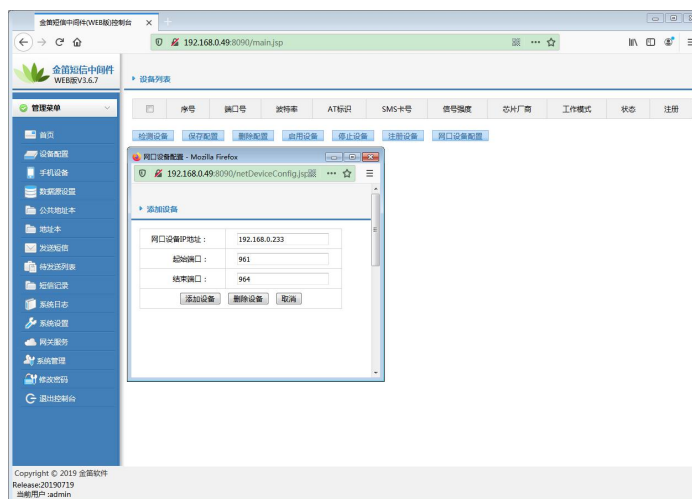 金笛短信中间件(WEB版)控制台
192.168.0.49:8090/main.jsp
金笛短信中间件
WEB版V3.6.7
设备列表
管理菜单
序号 端口号 波特率 AT标识 SMS卡号 信号强度 芯片厂商 工作模式 状态 注册
检测设备 保存配置 删除配置 启用设备 停止设备 注册设备 网口设备配置
首页
设备配置
手机设备
数据源设置
公共地址本
地址本
发送短信
待发送列表
短信记录
系统日志
系统设置
网关服务
系统管理
修改密码
退出控制台
网口设备配置 - Mozilla Firefox
192.168.0.49:8090/netDeviceConfig.jsp
添加设备
网口设备IP地址： 192.168.0.233
起始端口： 961
结束端口： 964
添加设备 删除设备 取消
Copyright © 2019 金笛软件
Release:20190719
当前用户 :admin